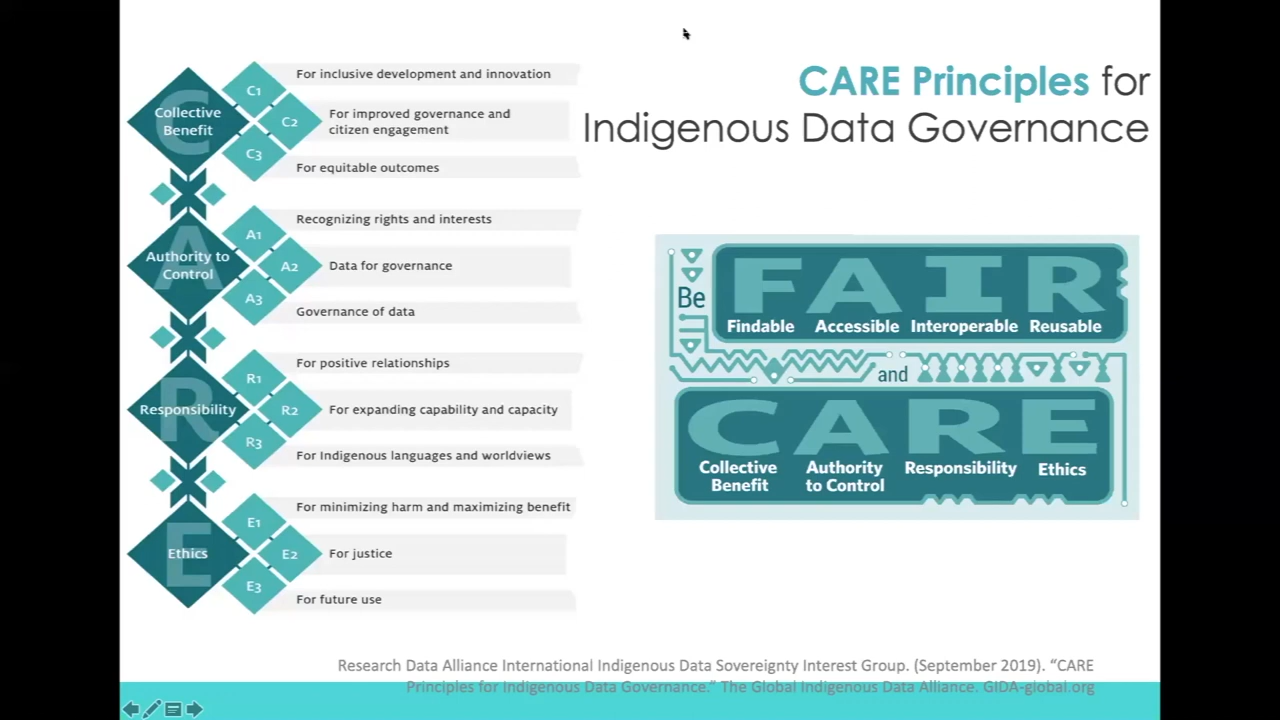 CARE Principles for
Indigenous Data Governance
C
Collective
Benefit
C1
For inclusive development and innovation
C2
For improved governance and
citizen engagement
C3
For equitable outcomes
A
Authority to
Control
A1
Recognizing rights and interests
A2
Data for governance
A3
Governance of data
R
Responsibility
R1
For positive relationships
R2
For expanding capability and capacity
R3
For Indigenous languages and worldviews
E
Ethics
E1
For minimizing harm and maximizing benefit
E2
For justice
E3
For future use
Be
FAIR
Findable Accessible Interoperable Reusable
and
CARE
Collective Authority Responsibility Ethics
Benefit to Control
Research Data Alliance International Indigenous Data Sovereignty Interest Group. (September 2019). “CARE
Principles for Indigenous Data Governance.” The Global Indigenous Data Alliance. GIDA-global.org